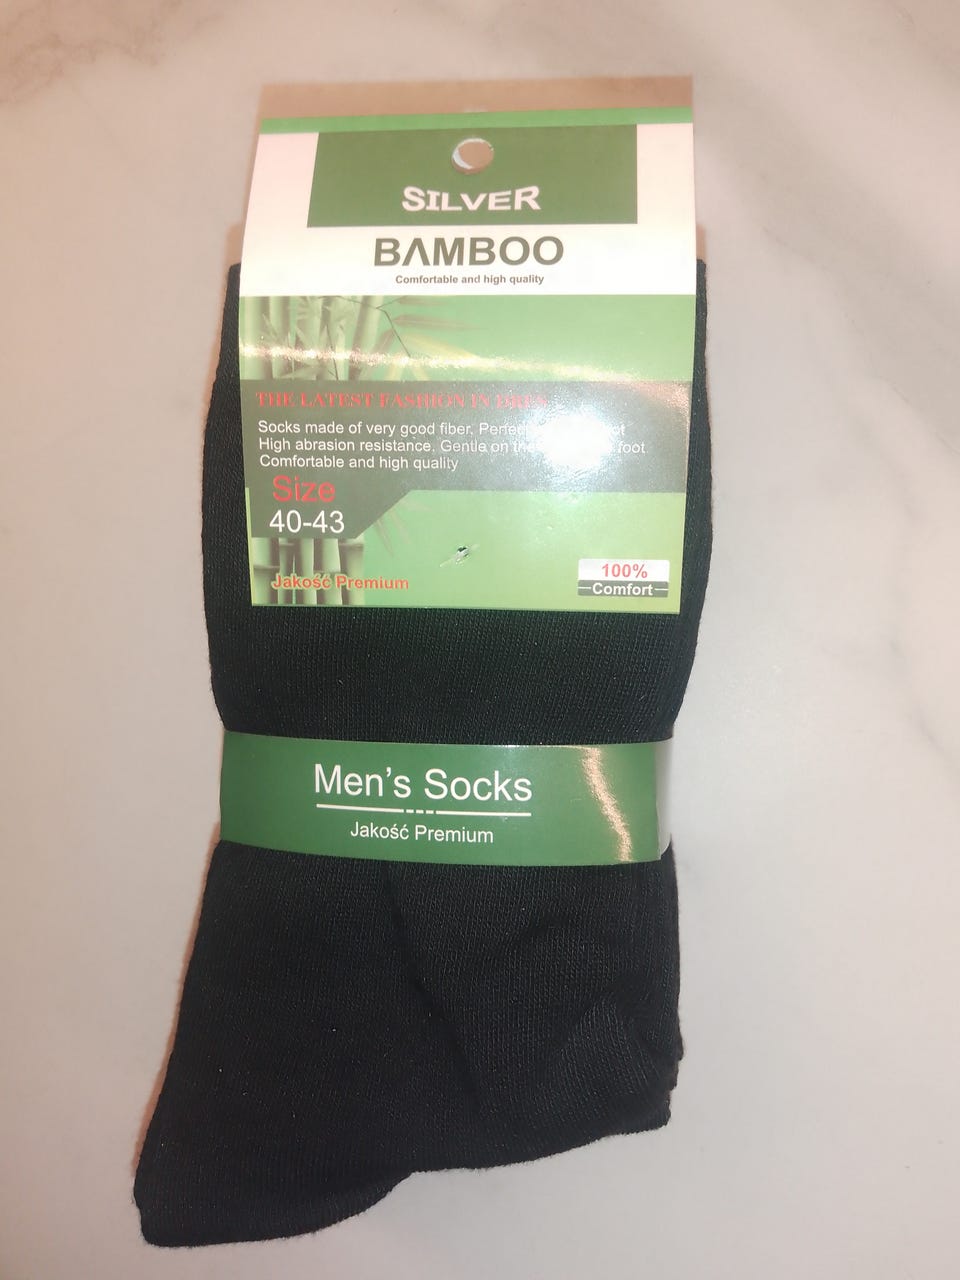 SILVER
BAMBOO
Comfortable and high quality
THE LATEST FASHION IN
Socks made of very good fiber.
High abrasion resistance. Gentle on foot
Comfortable and high quality
Size
40-43
Jakość Premium
100%
Comfort
Men's Socks
Jakość Premium